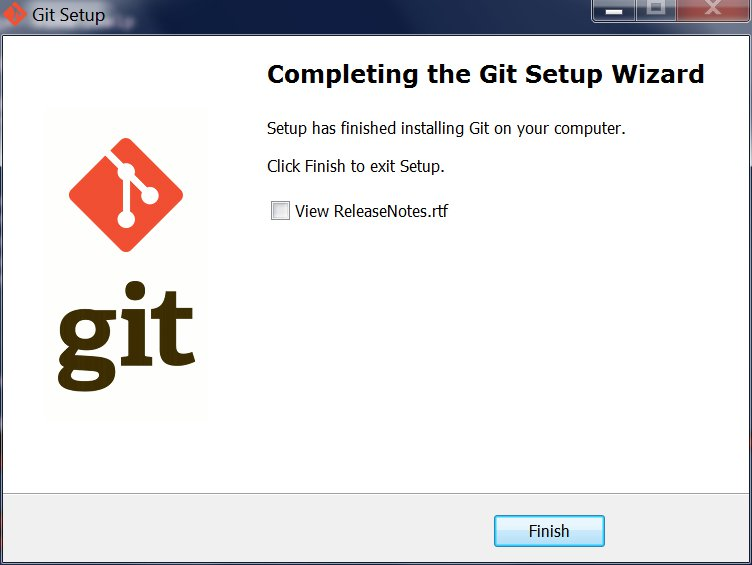 Git Setup
Completing the Git Setup Wizard
Setup has finished installing Git on your computer.
Click Finish to exit Setup.
View ReleaseNotes.rtf
git
Finish